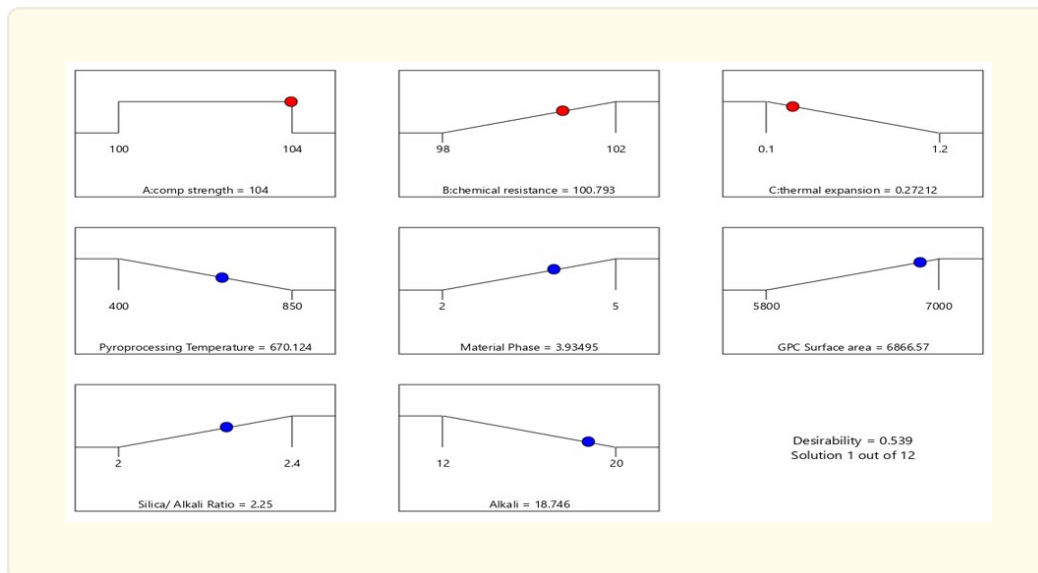 100 104
A:comp strength = 104
98 102
B:chemical resistance = 100.793
0.1 1.2
C:thermal expansion = 0.27212
400 850
Pyroprocessing Temperature = 670.124
2 5
Material Phase = 3.93495
5800 7000
GPC Surface area = 6866.57
2 2.4
Silica/ Alkali Ratio = 2.25
12 20
Alkali = 18.746
Desirability = 0.539
Solution 1 out of 12